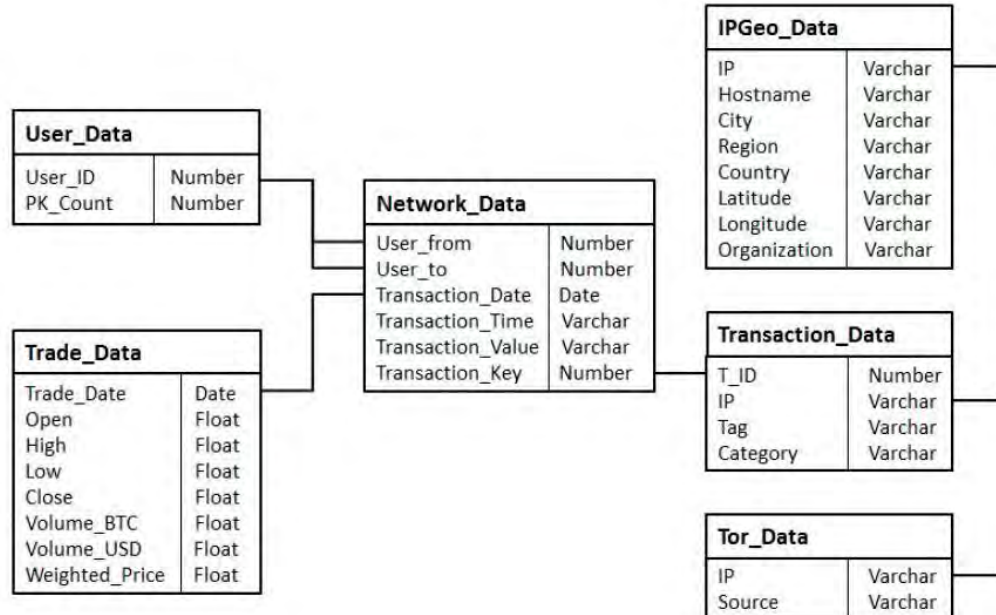 User_Data
User_ID Number
PK_Count Number
Trade_Data
Trade_Date Date
Open Float
High Float
Low Float
Close Float
Volume_BTC Float
Volume_USD Float
Weighted_Price Float
Network_Data
User_from Number
User_to Number
Transaction_Date Date
Transaction_Time Varchar
Transaction_Value Varchar
Transaction_Key Number
IPGeo_Data
IP Varchar
Hostname Varchar
City Varchar
Region Varchar
Country Varchar
Latitude Varchar
Longitude Varchar
Organization Varchar
Transaction_Data
T_ID Number
IP Varchar
Tag Varchar
Category Varchar
Tor_Data
IP Varchar
Source Varchar